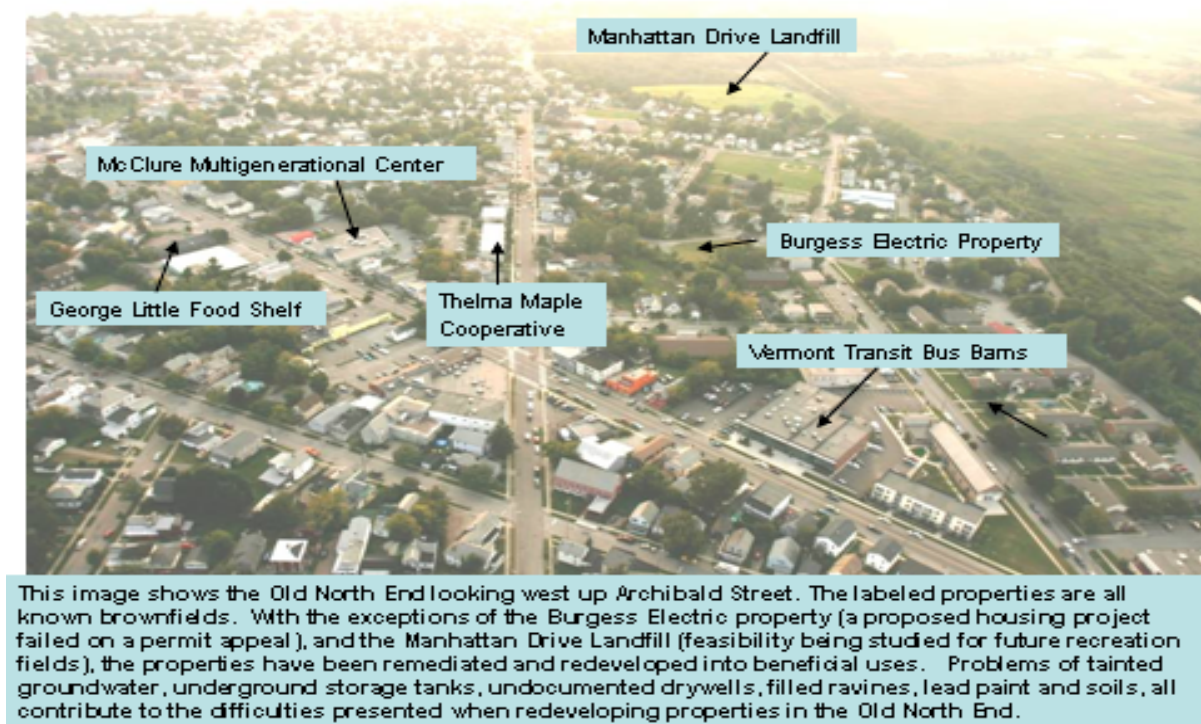 Manhattan Drive Landfill
McClure Multigenerational Center
Burgess Electric Property
George Little Food Shelf
Thelma Maple
Cooperative
Vermont Transit Bus Barns
This image shows the Old North End looking west up Archibald Street. The labeled properties are all
known brownfields. With the exceptions of the Burgess Electric property (a proposed housing project
failed on a permit appeal), and the Manhattan Drive Landfill (feasibility being studied for future recreation
fields), the properties have been remediated and redeveloped into beneficial uses. Problems of tainted
groundwater, underground storage tanks, undocumented drywells, filled ravines, lead paint and soils, all
contribute to the difficulties presented when redeveloping properties in the Old North End.